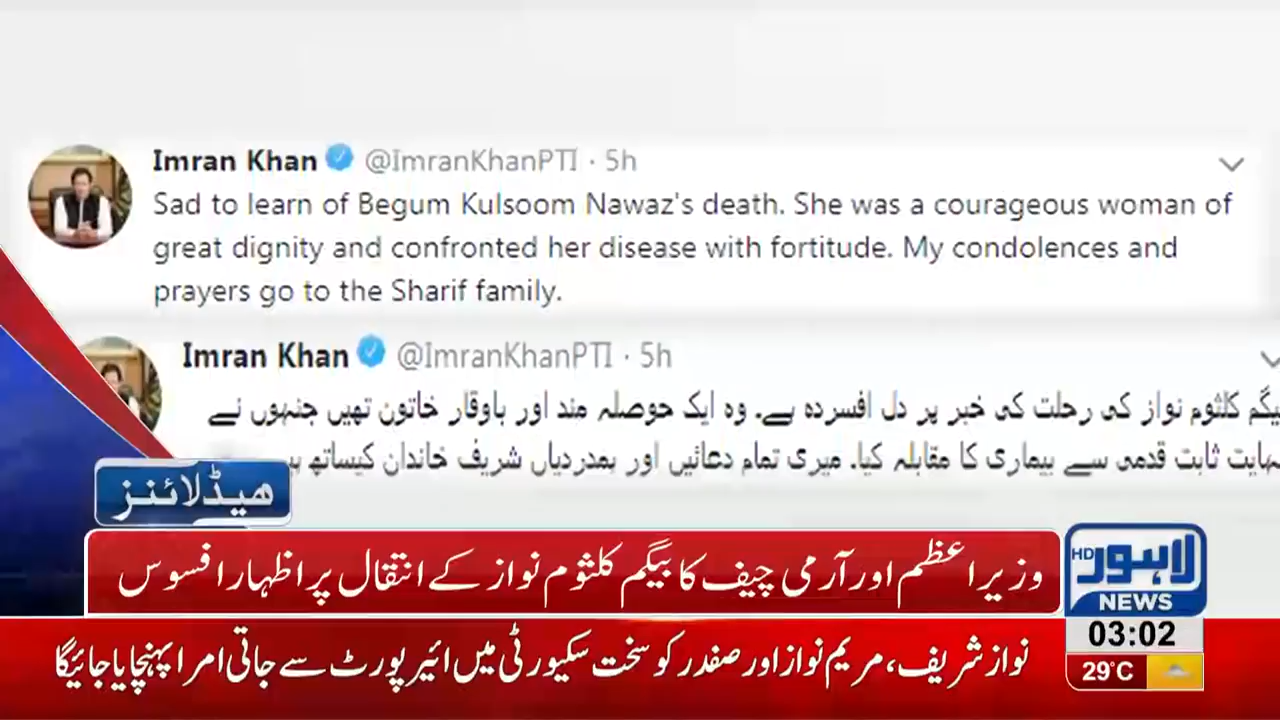 Imran Khan @ImranKhanPTI · 5h
Sad to learn of Begum Kulsoom Nawaz's death. She was a courageous woman of
great dignity and confronted her disease with fortitude. My condolences and
prayers go to the Sharif family.
Imran Khan @ImranKhanPTI · 5h
کلثوم نواز کی رحلت کی خبر پر دل افسردہ ہے۔ وہ ایک حوصلہ مند اور باوقار خاتون تھیں جنہوں نے
ثابت قدمی سے بیماری کا مقابلہ کیا۔ میری تمام دعائیں اور ہمدردیاں شریف خاندان کیساتھ
ھیڈلائنز
وزیراعظم اور آرمی چیف کا بیگم کلثوم نواز کے انتقال پر اظہار افسوس
لاہور HD
NEWS
03:02
نواز شریف، مریم نواز اور صفدر کو سخت سکیورٹی میں ائیرپورٹ سے جاتی امرا پہنچایا جائیگا
29°C